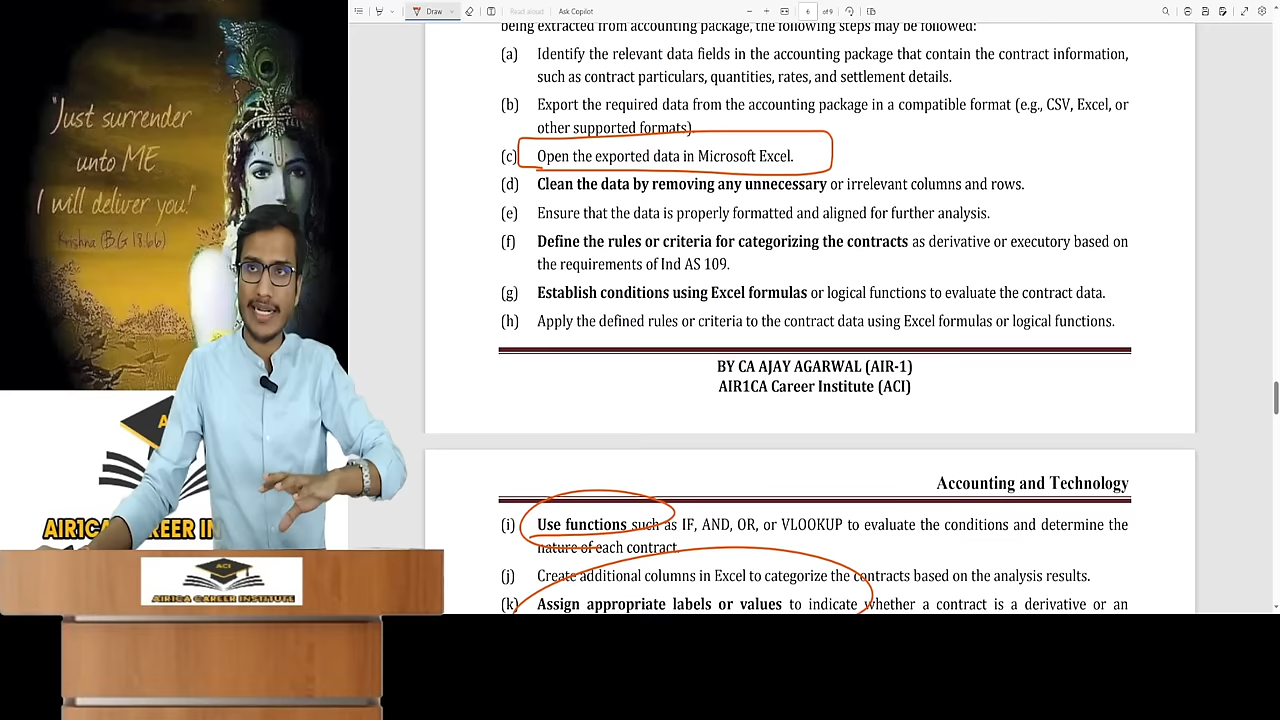 "Just surrender
unto ME
I will deliver you!"
Krishna (B.G 18:66)
AIR1CA CAREER IN
ACI
AIR1CA CAREER INSTITUTE
Draw
Read aloud
Ask Copilot
6 of 9
being extracted from accounting package, the following steps may be followed:
(a) Identify the relevant data fields in the accounting package that contain the contract information,
such as contract particulars, quantities, rates, and settlement details.
(b) Export the required data from the accounting package in a compatible format (e.g., CSV, Excel, or
other supported formats).
(c) Open the exported data in Microsoft Excel.
(d) Clean the data by removing any unnecessary or irrelevant columns and rows.
(e) Ensure that the data is properly formatted and aligned for further analysis.
(f) Define the rules or criteria for categorizing the contracts as derivative or executory based on
the requirements of Ind AS 109.
(g) Establish conditions using Excel formulas or logical functions to evaluate the contract data.
(h) Apply the defined rules or criteria to the contract data using Excel formulas or logical functions.
BY CA AJAY AGARWAL (AIR-1)
AIR1CA Career Institute (ACI)
Accounting and Technology
(i) Use functions such as IF, AND, OR, or VLOOKUP to evaluate the conditions and determine the
nature of each contract.
(j) Create additional columns in Excel to categorize the contracts based on the analysis results.
(k) Assign appropriate labels or values to indicate whether a contract is a derivative or an